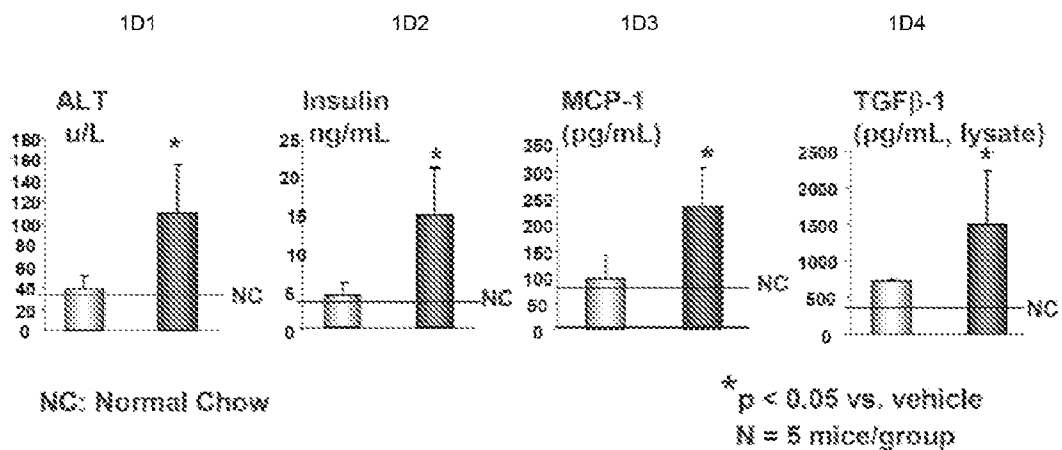 1D1 1D2 1D3 1D4
ALT
u/L
180
160
140
120
100
80
60
40
20
0
*
NC
Insulin
ng/mL
25
20
15
10
5
0
*
NC
MCP-1
(pg/mL)
350
300
250
200
150
100
50
0
*
NC
TGFβ-1
(pg/mL, lysate)
2500
2000
1500
1000
500
0
*
NC
NC: Normal Chow
*p < 0.05 vs. vehicle
N = 5 mice/group